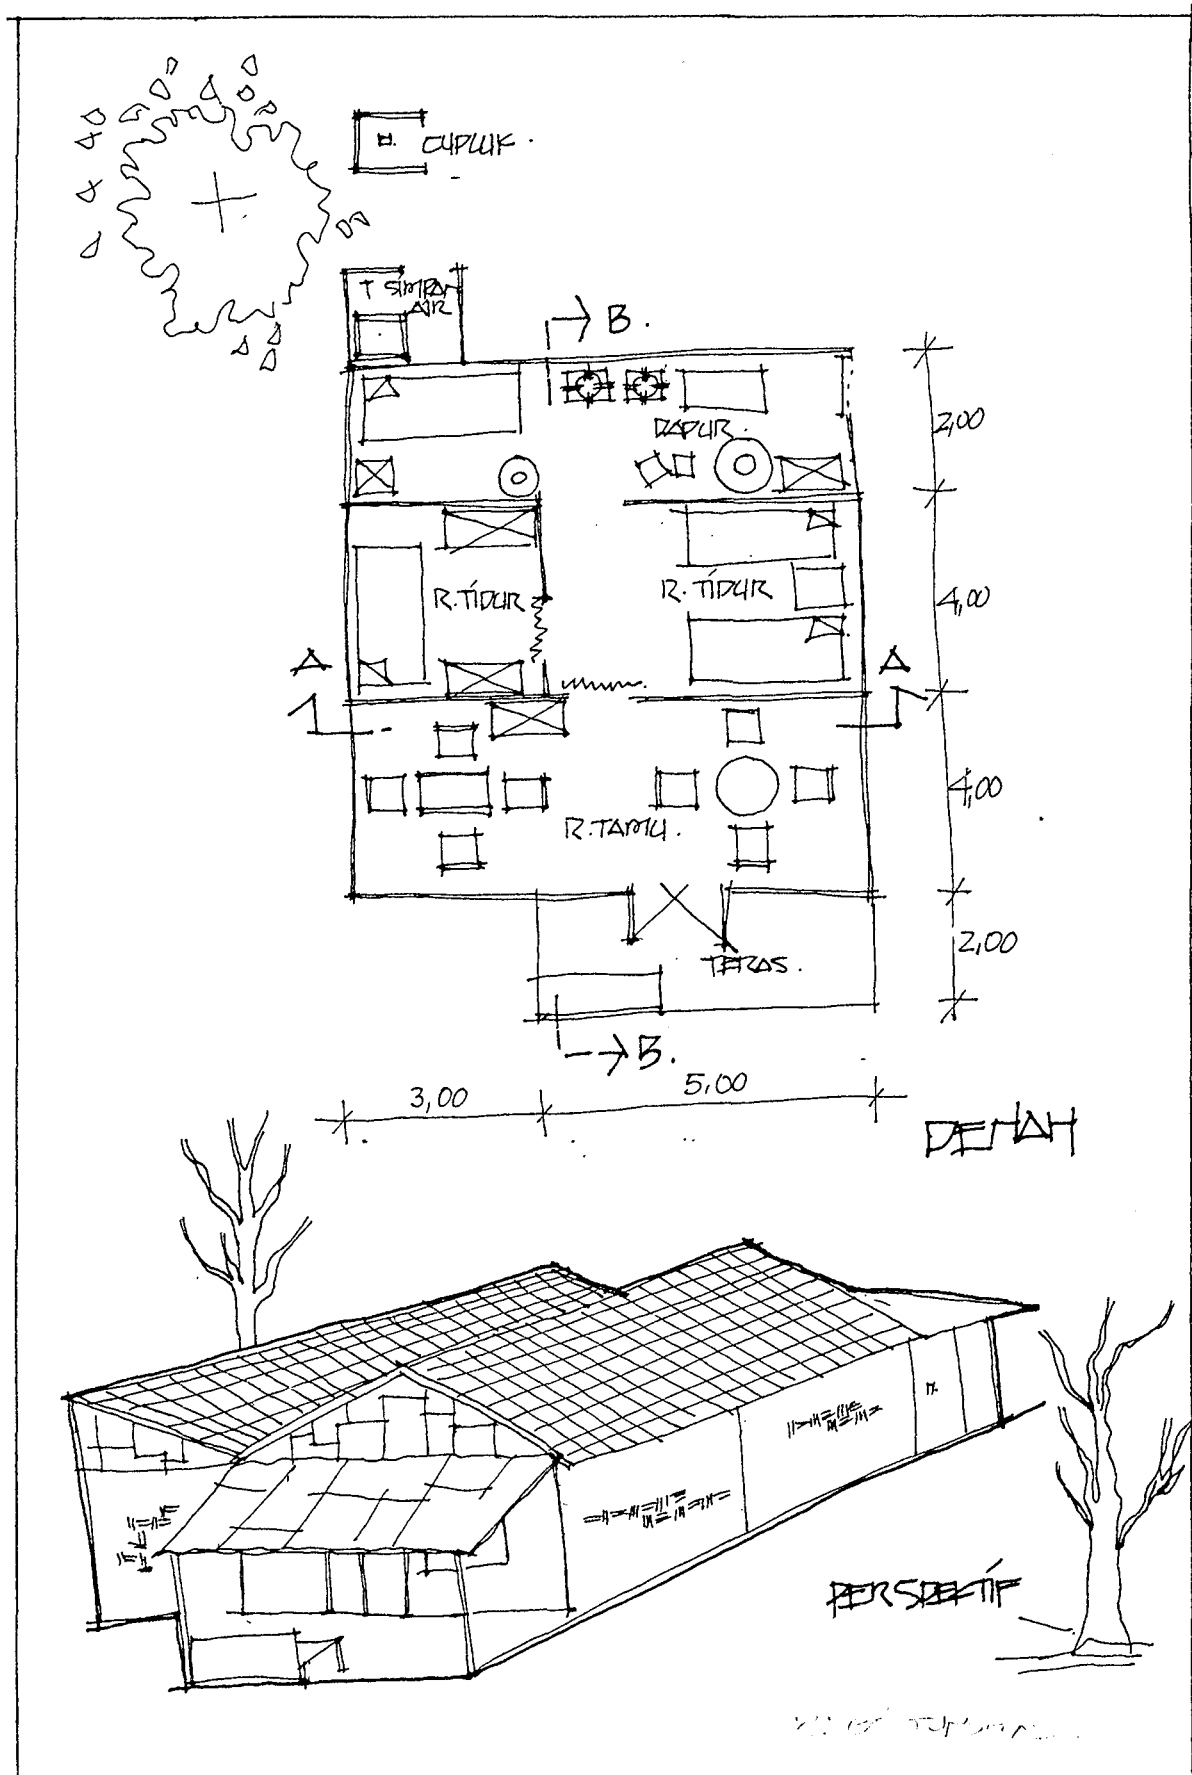 CUPLUK.
T SIMPAN
AIR
B.
DAPUR.
2,00
R.TIDUR
R.TIDUR
4,00
A
A
4,00
R.TAMU.
2,00
TERAS.
B.
3,00
5,00
DENAH
PERSPEKTIF